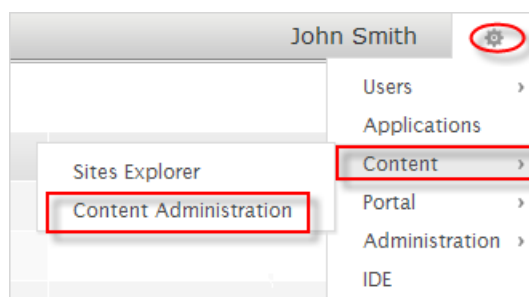 John Smith
Users
Applications
Content
Sites Explorer
Content Administration
Portal
Administration
IDE